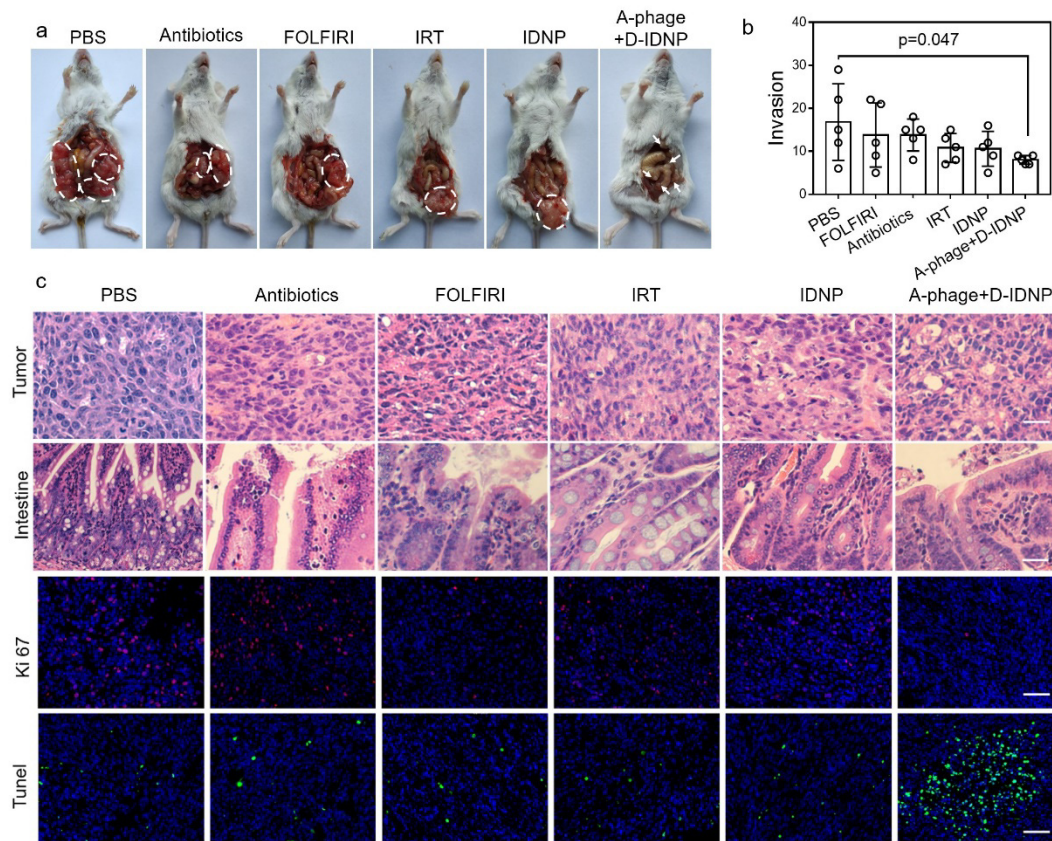 a
PBS
Antibiotics
FOLFIRI
IRT
IDNP
A-phage
+D-IDNP
b
p=0.047
Invasion
40
30
20
10
0
PBS
FOLFIRI
Antibiotics
IRT
IDNP
A-phage+D-IDNP
c
PBS
Antibiotics
FOLFIRI
IRT
IDNP
A-phage+D-IDNP
Tumor
Intestine
Ki 67
Tunel